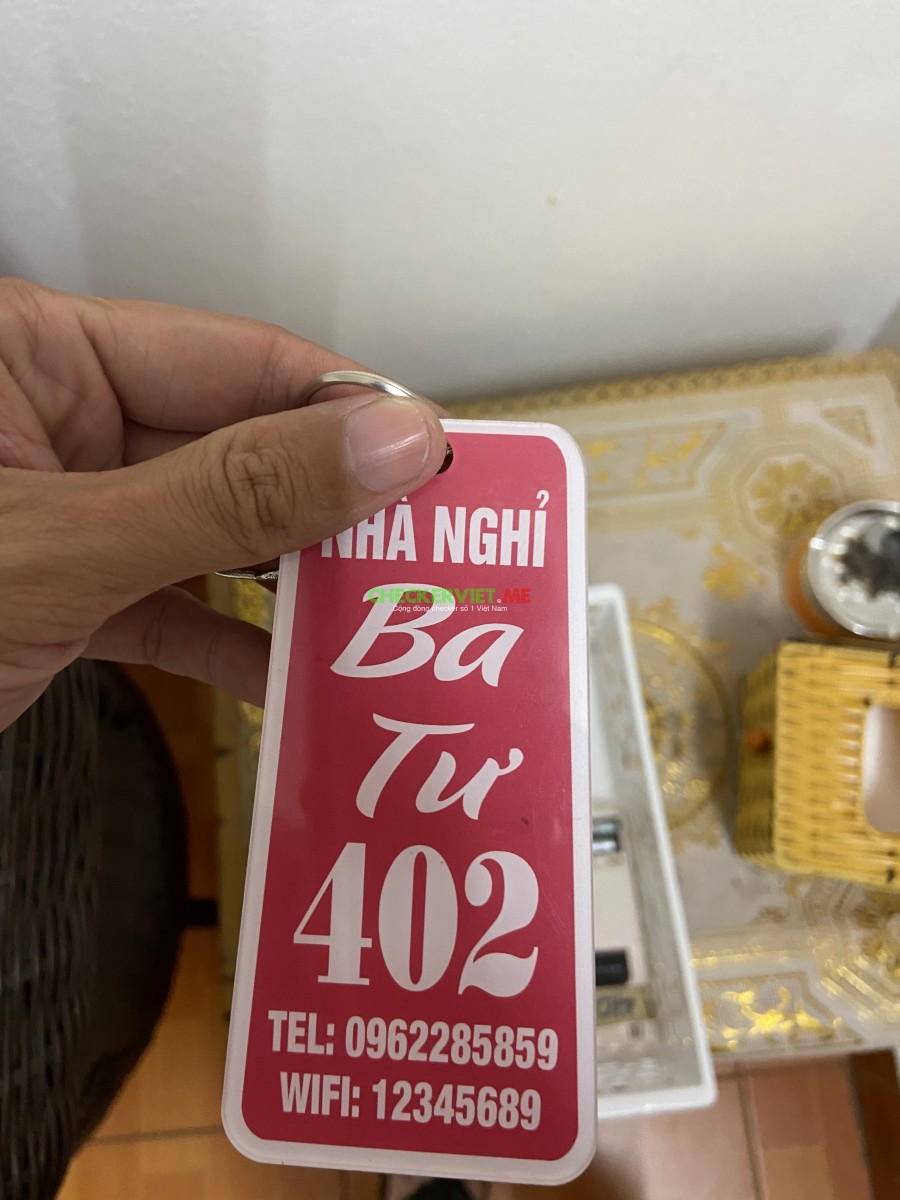 NHÀ NGHỈ
CHECKERVIET.ME
Cộng đồng checker số 1 Việt Nam
Ba
Tư
402
TEL: 0962285859
WIFI: 12345689